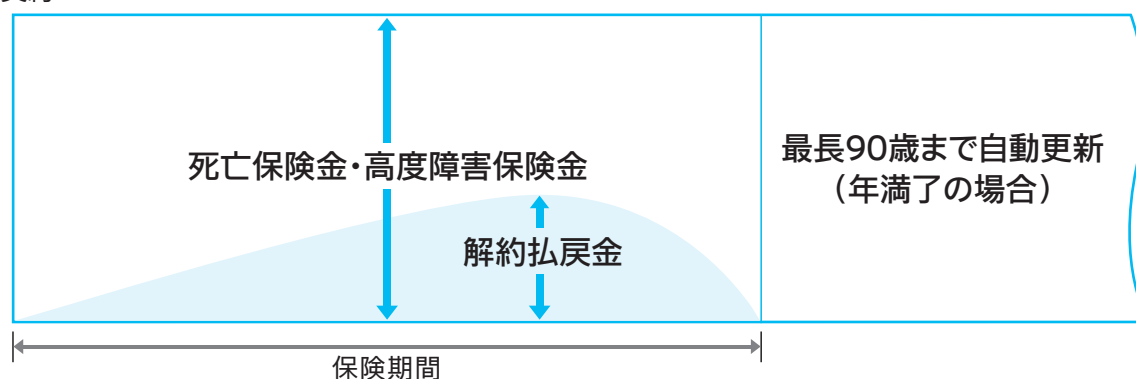 死亡保険金・高度障害保険金
最長90歳まで自動更新
（年満了の場合）
解約払戻金
保険期間